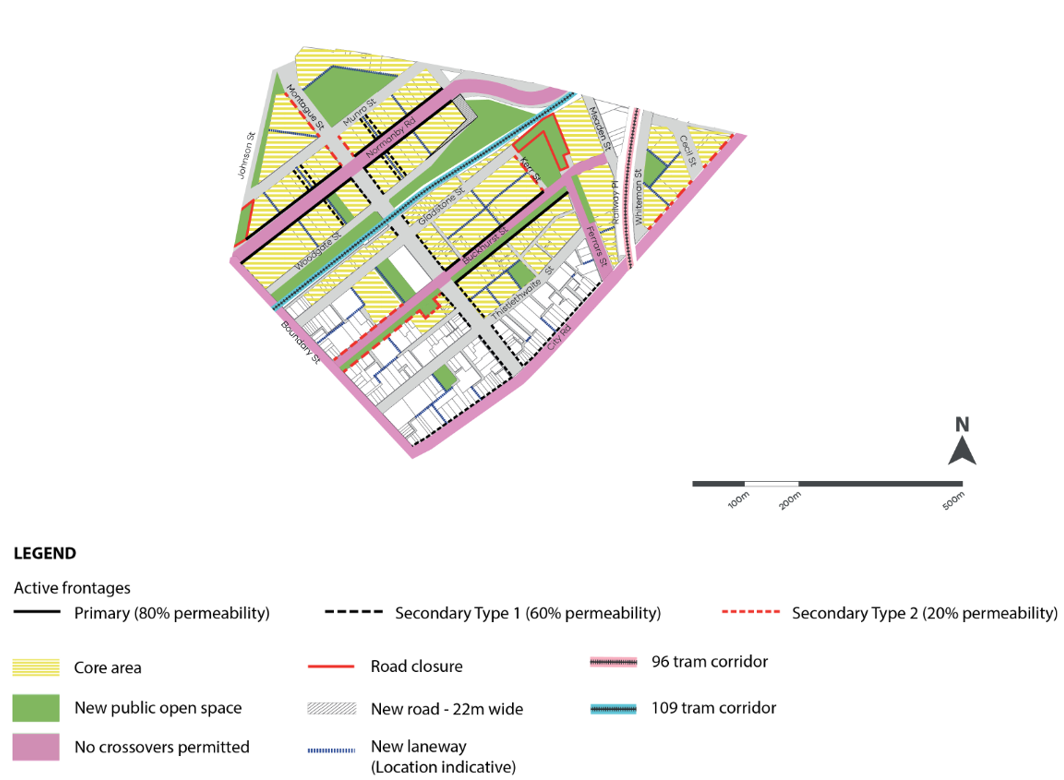 Montague St
Munro St
Johnson St
Normanby Rd
Meaden St
Cecil St
Kerr St
Gladstone St
Railway Pl
Whiteman St
Woodgate St
Buckhurst St
Ferrars St
Thistlethwaite St
Boundary St
City Rd
N
100m
200m
500m
LEGEND
Active frontages
Primary (80% permeability)
Secondary Type 1 (60% permeability)
Secondary Type 2 (20% permeability)
Core area
Road closure
96 tram corridor
New public open space
New road - 22m wide
109 tram corridor
No crossovers permitted
New laneway
(Location indicative)